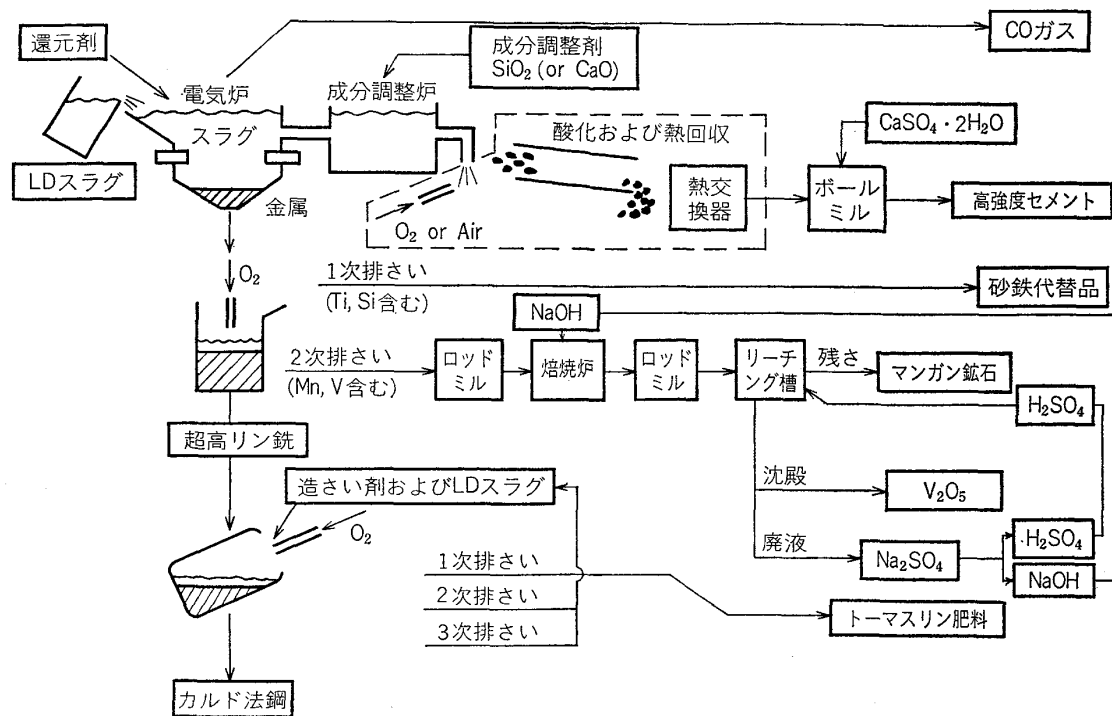 還元剤
COガス
成分調整剤
SiO₂ (or CaO)
電気炉
成分調整炉
スラグ
酸化および熱回収
CaSO₄・2H₂O
LDスラグ
熱交
換器
ボール
ミル
高強度セメント
金属
O₂ or Air
O₂
1次排さい
(Ti, Si含む)
砂鉄代替品
NaOH
2次排さい
(Mn, V含む)
ロッド
ミル
焙焼炉
ロッド
ミル
リーチ
ング槽
残さ
マンガン鉱石
H₂SO₄
超高リン銑
造さい剤およびLDスラグ
沈殿
V₂O₅
O₂
廃液
Na₂SO₄
H₂SO₄
NaOH
1次排さい
2次排さい
3次排さい
トーマスリン肥料
カルド法鋼